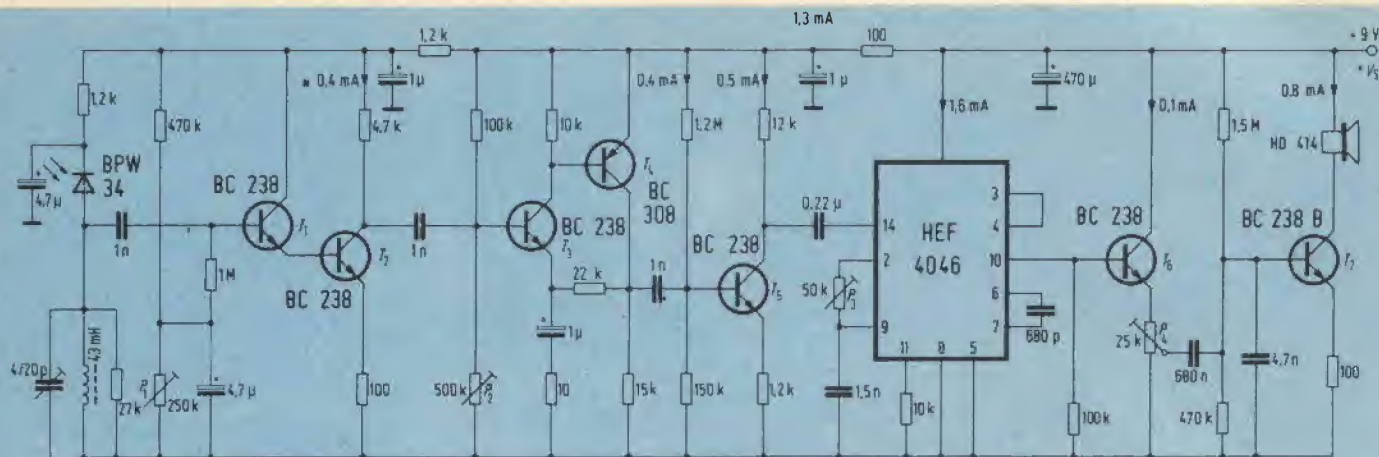 1,3 mA
1,2 k
100
+ 9 V
1,2 k
470 k
0,4 mA
1 µ
4,7 k
100 k
10 k
0,4 mA
1,2 M
0,5 mA
12 k
1 µ
1,6 mA
470 µ
0,1 mA
1,5 M
0,8 mA
HD 414
BPW
34
4,7 µ
BC 238
T1
T2
BC 238
1 n
1 M
1 n
BC 238
T3
T4
BC
308
22 k
1 n
BC 238
T5
0,22 µ
14
2
9
11
8
5
3
4
10
6
7
HEF
4046
50 k
P3
1,5 n
10 k
680 p
BC 238
T6
25 k
P4
680 n
100 k
BC 238 B
T7
4,7 n
100
470 k
4/20 p
43 mH
27 k
P1
250 k
4,7 µ
100
500 k
P2
1 µ
10
15 k
150 k
1,2 k